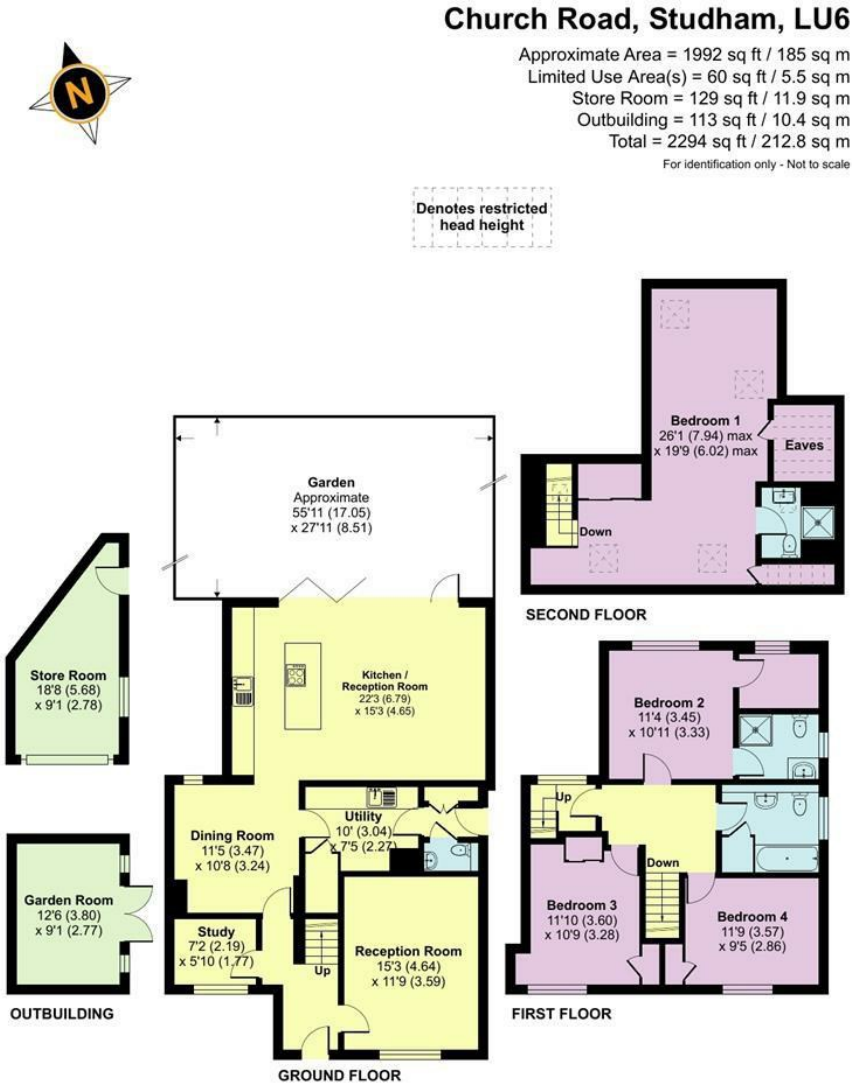 Church Road, Studham, LU6
Approximate Area = 1992 sq ft / 185 sq m
Limited Use Area(s) = 60 sq ft / 5.5 sq m
Store Room = 129 sq ft / 11.9 sq m
Outbuilding = 113 sq ft / 10.4 sq m
Total = 2294 sq ft / 212.8 sq m
For identification only - Not to scale
N
Denotes restricted
head height
Bedroom 1
26'1 (7.94) max
x 19'9 (6.02) max
Eaves
Down
SECOND FLOOR
Garden
Approximate
55'11 (17.05)
x 27'11 (8.51)
Store Room
18'8 (5.68)
x 9'1 (2.78)
Kitchen /
Reception Room
22'3 (6.79)
x 15'3 (4.65)
Utility
10' (3.04)
x 7'5 (2.27)
Dining Room
11'5 (3.47)
x 10'8 (3.24)
Study
7'2 (2.19)
x 5'10 (1.77)
Up
Reception Room
15'3 (4.64)
x 11'9 (3.59)
GROUND FLOOR
Garden Room
12'6 (3.80)
x 9'1 (2.77)
OUTBUILDING
Bedroom 2
11'4 (3.45)
x 10'11 (3.33)
Up
Down
Bedroom 3
11'10 (3.60)
x 10'9 (3.28)
Bedroom 4
11'9 (3.57)
x 9'5 (2.86)
FIRST FLOOR